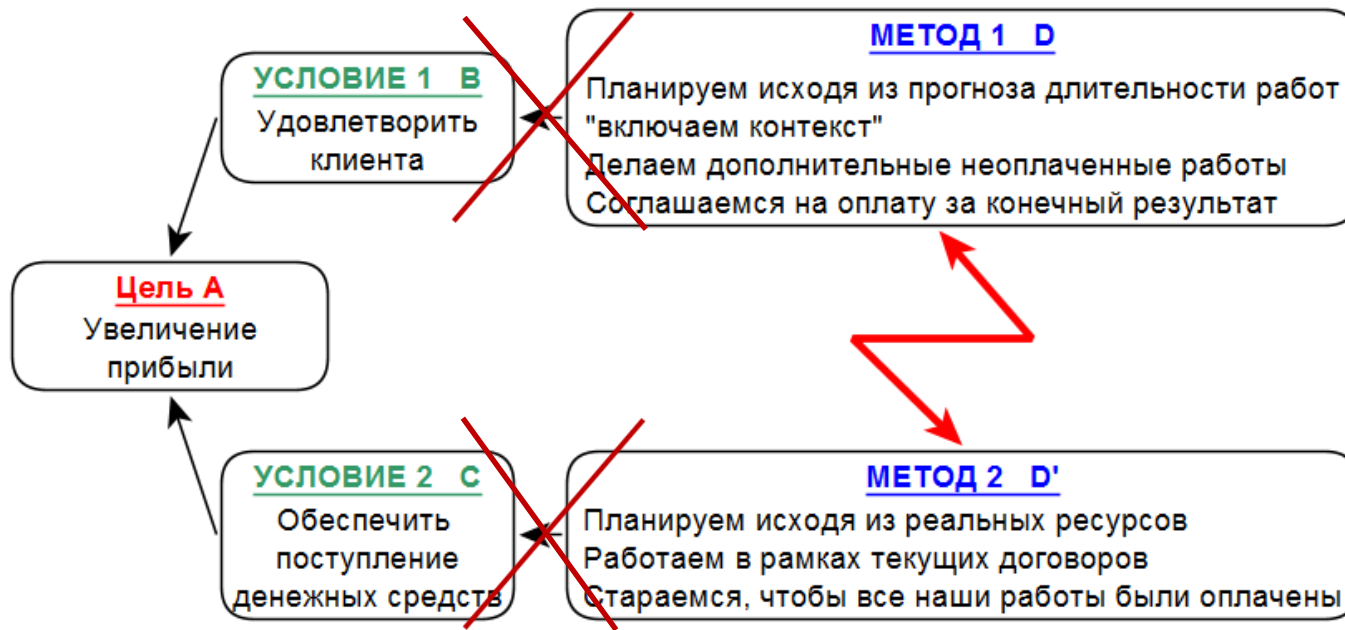 МЕТОД 1 D
Планируем исходя из прогноза длительности работ
"включаем контекст"
Делаем дополнительные неоплаченные работы
Соглашаемся на оплату за конечный результат
УСЛОВИЕ 1 B
Удовлетворить
клиента
Цель A
Увеличение
прибыли
УСЛОВИЕ 2 C
Обеспечить
поступление
денежных средств
МЕТОД 2 D'
Планируем исходя из реальных ресурсов
Работаем в рамках текущих договоров
Стараемся, чтобы все наши работы были оплачены